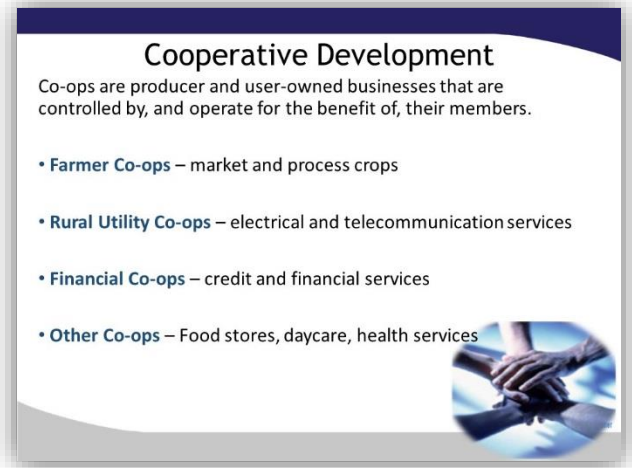 Cooperative Development
Co-ops are producer and user-owned businesses that are
controlled by, and operate for the benefit of, their members.
• Farmer Co-ops – market and process crops
• Rural Utility Co-ops – electrical and telecommunication services
• Financial Co-ops – credit and financial services
• Other Co-ops – Food stores, daycare, health services